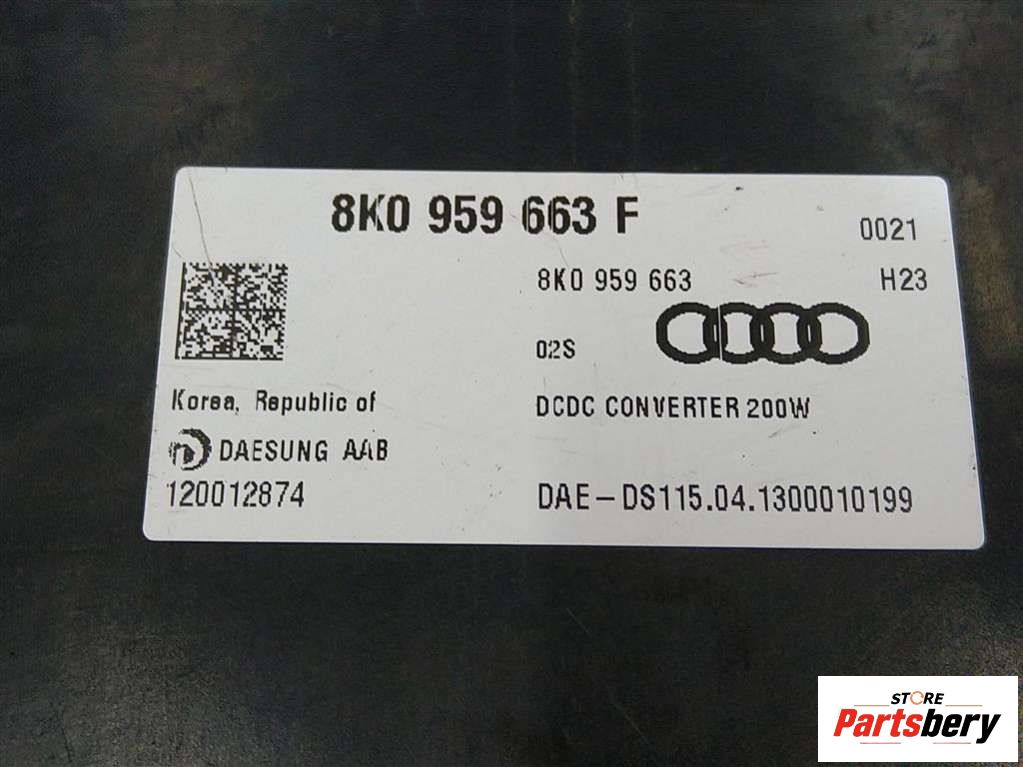 8K0 959 663 F
0021
8K0 959 663
H23
02S
Korea, Republic of
DCDC CONVERTER 200W
DAESUNG AAB
120012874
DAE-DS115.04.1300010199
STORE
Partsbery